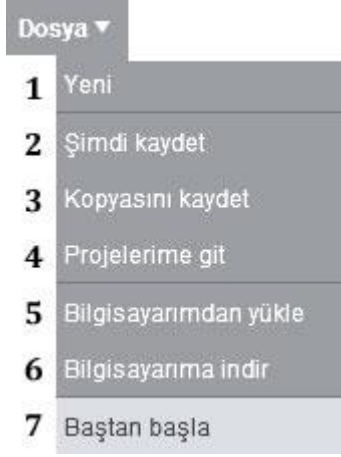 Dosya ▼
1 Yeni
2 Şimdi kaydet
3 Kopyasını kaydet
4 Projelerime git
5 Bilgisayarımdan yükle
6 Bilgisayarıma indir
7 Baştan başla